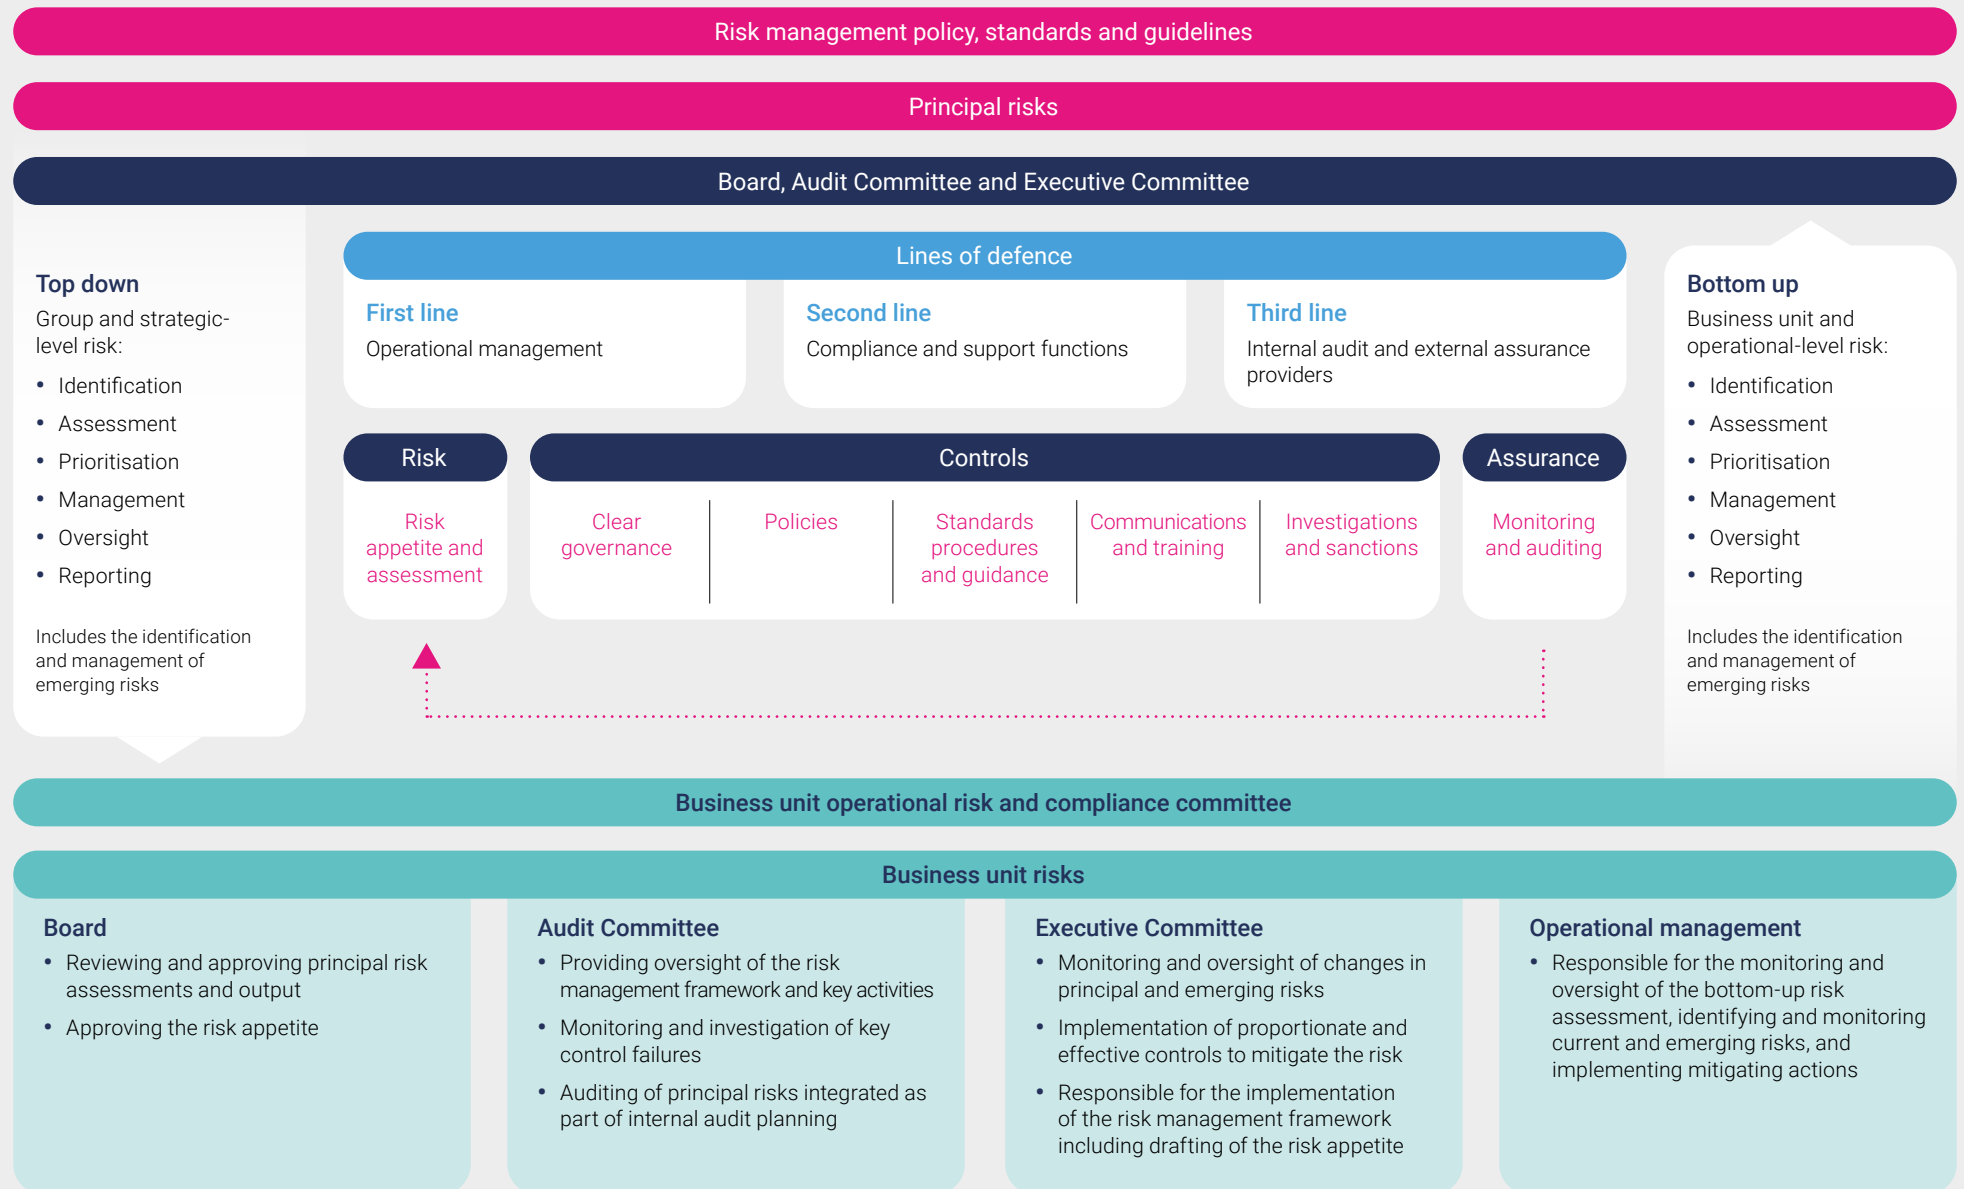 Risk management policy, standards and guidelines
Principal risks
Board, Audit Committee and Executive Committee
Top down
Group and strategic-
level risk:
• Identification
• Assessment
• Prioritisation
• Management
• Oversight
• Reporting
Includes the identification
and management of
emerging risks
Lines of defence
First line
Operational management
Second line
Compliance and support functions
Third line
Internal audit and external assurance
providers
Risk
Risk
appetite and
assessment
Controls
Clear
governance
Policies
Standards
procedures
and guidance
Communications
and training
Investigations
and sanctions
Assurance
Monitoring
and auditing
Bottom up
Business unit and
operational-level risk:
• Identification
• Assessment
• Prioritisation
• Management
• Oversight
• Reporting
Includes the identification
and management of
emerging risks
Business unit operational risk and compliance committee
Business unit risks
Board
• Reviewing and approving principal risk
assessments and output
• Approving the risk appetite
Audit Committee
• Providing oversight of the risk
management framework and key activities
• Monitoring and investigation of key
control failures
• Auditing of principal risks integrated as
part of internal audit planning
Executive Committee
• Monitoring and oversight of changes in
principal and emerging risks
• Implementation of proportionate and
effective controls to mitigate the risk
• Responsible for the implementation
of the risk management framework
including drafting of the risk appetite
Operational management
• Responsible for the monitoring and
oversight of the bottom-up risk
assessment, identifying and monitoring
current and emerging risks, and
implementing mitigating actions